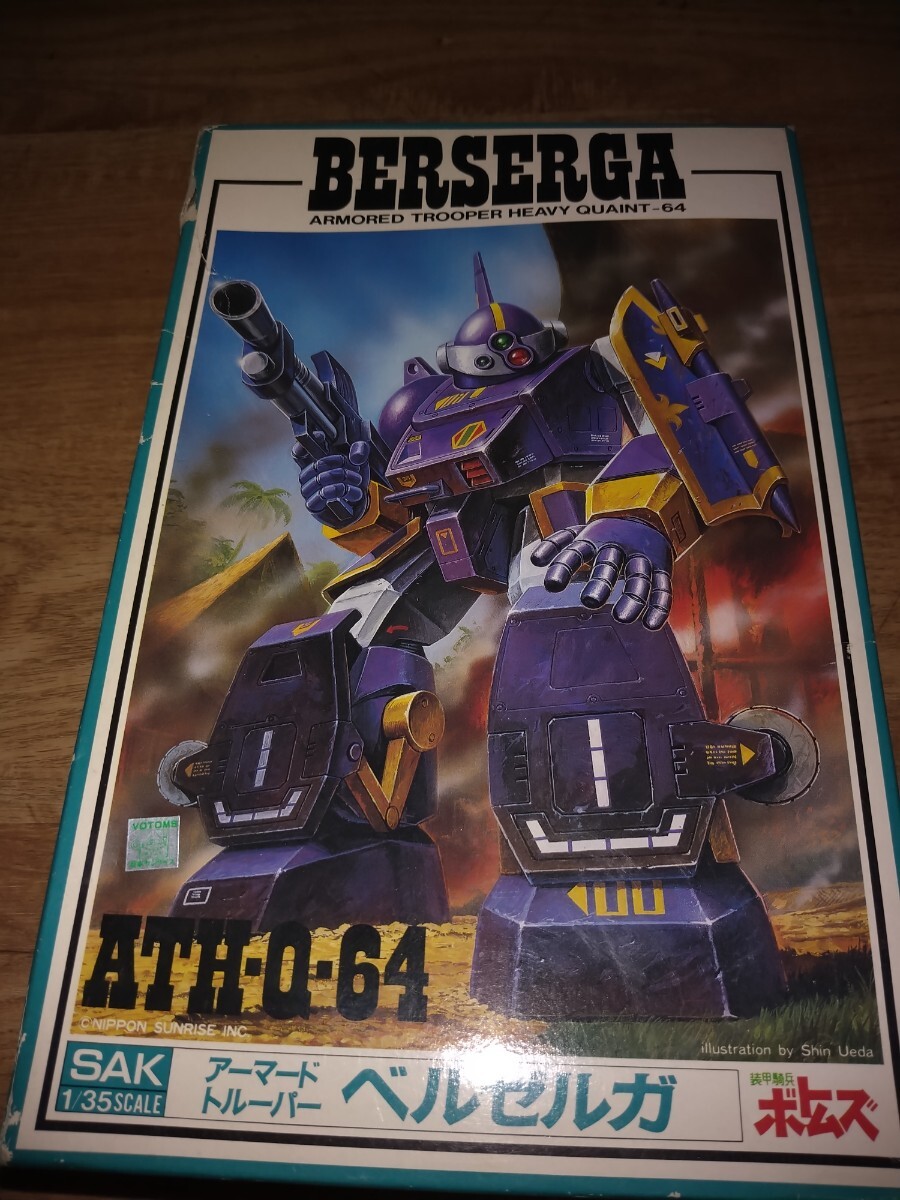 BERSERGA
ARMORED TROOPER HEAVY QUAINT-64
VOTOMS
ATH-Q-64
©NIPPON SUNRISE INC
illustration by Shin Ueda
SAK
1/35SCALE
アーマード
トルーパー
ベルゼルガ
装甲騎兵
ボトムズ